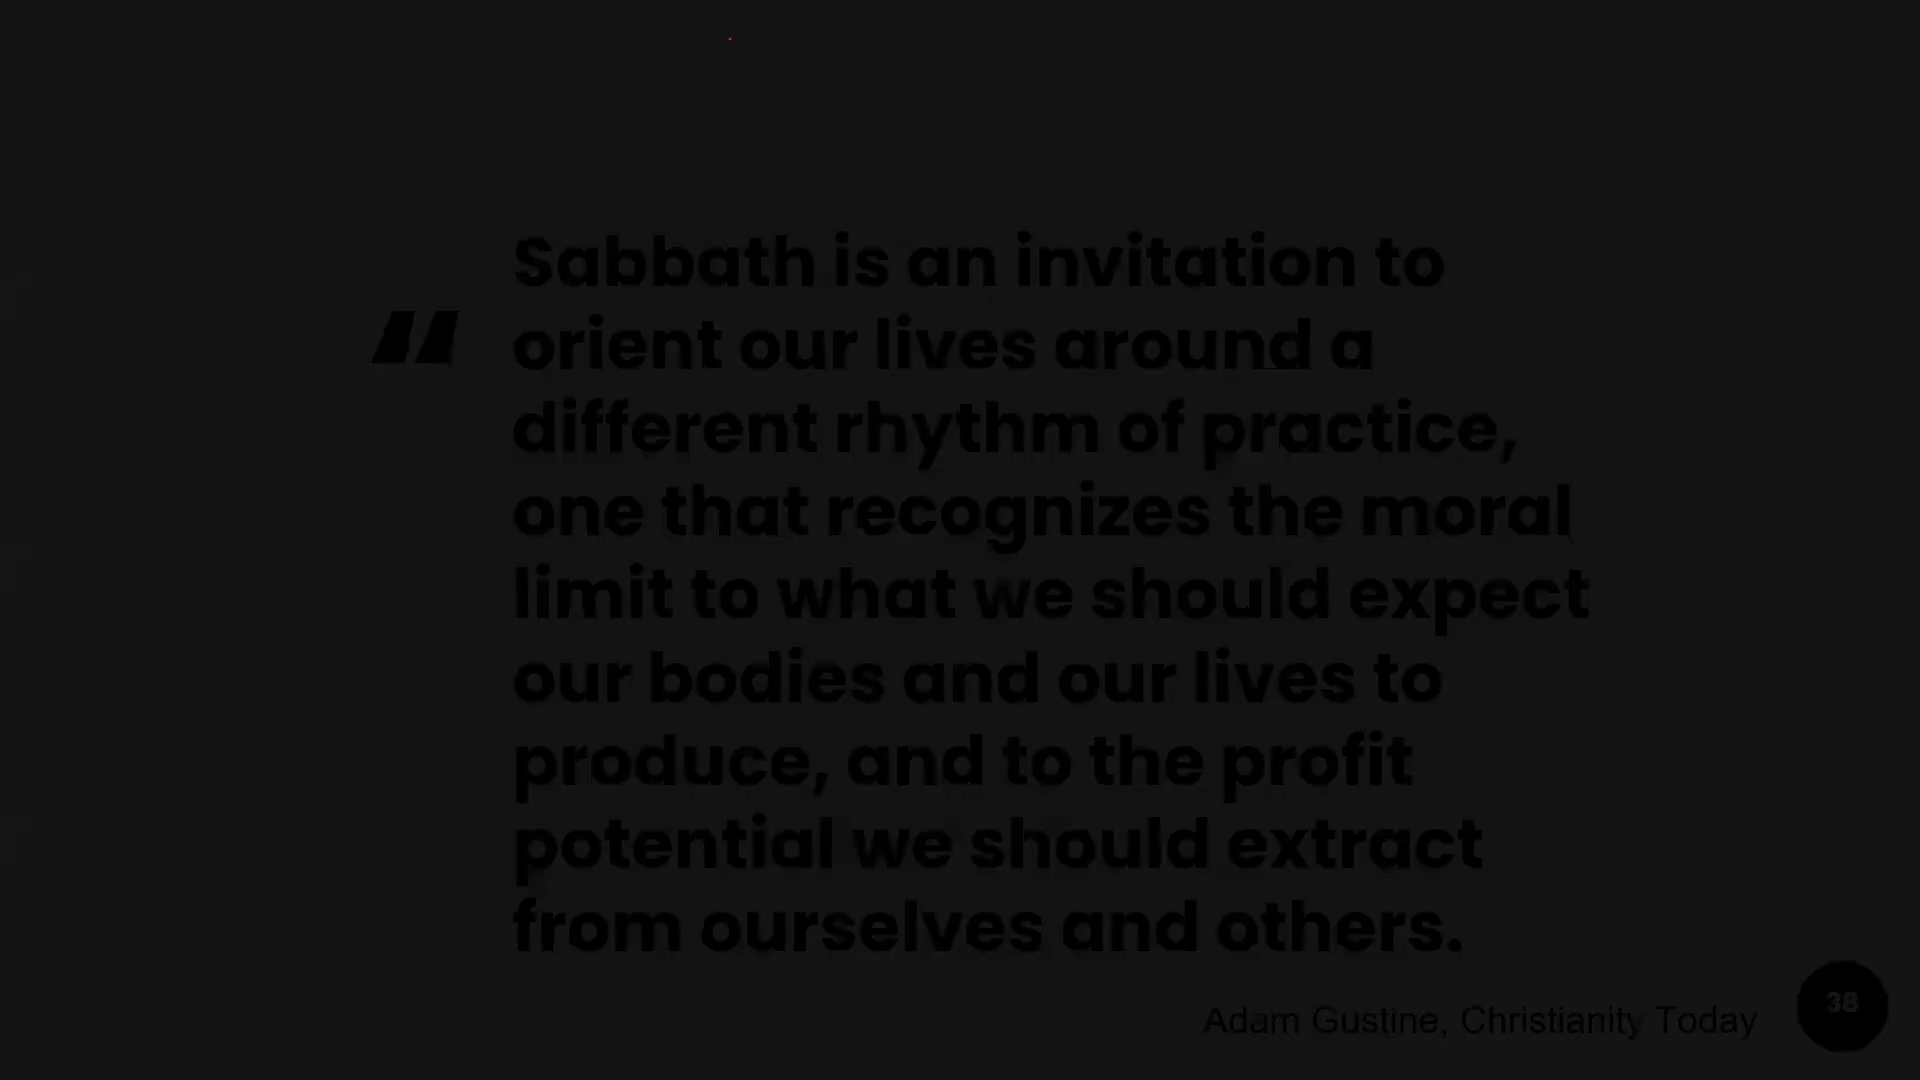 Sabbath is an invitation to
“ orient our lives around a
different rhythm of practice,
one that recognizes the moral
limit to what we should expect
our bodies and our lives to
produce, and to the profit
potential we should extract
from ourselves and others.
Adam Gustine, Christianity Today
38